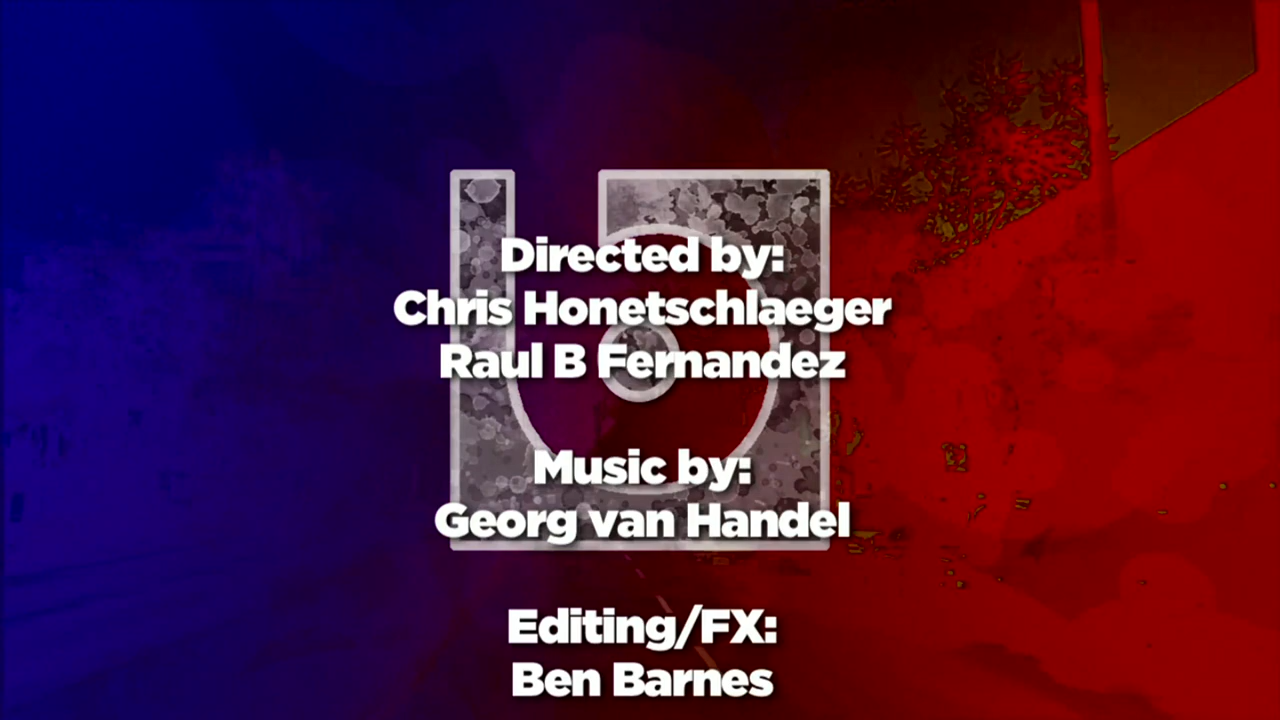 Directed by:
Chris Honetschlaeger
Raul B Fernandez
Music by:
Georg van Handel
Editing/FX:
Ben Barnes